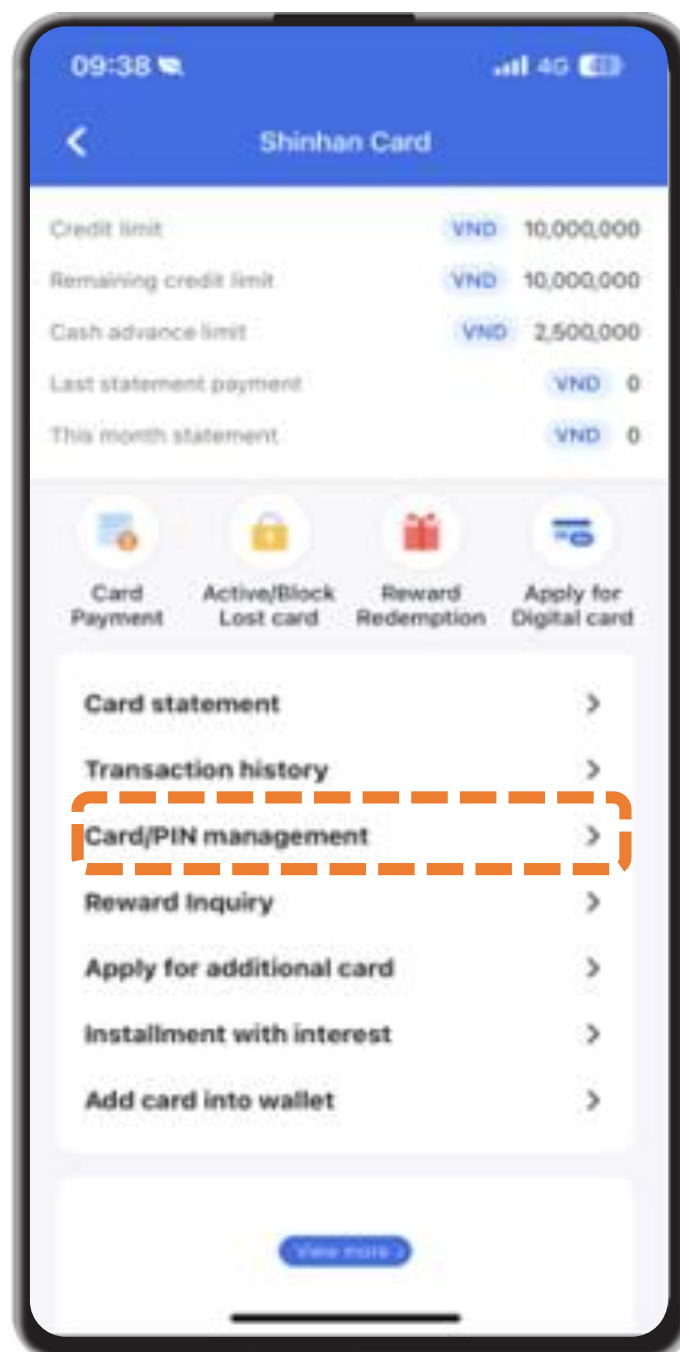 09:38
4G
Shinhan Card
Credit limit VND 10,000,000
Remaining credit limit VND 10,000,000
Cash advance limit VND 2,500,000
Last statement payment VND 0
This month statement VND 0
Card Payment
Active/Block Lost card
Reward Redemption
Apply for Digital card
Card statement
Transaction history
Card/PIN management
Reward Inquiry
Apply for additional card
Installment with interest
Add card into wallet
View more